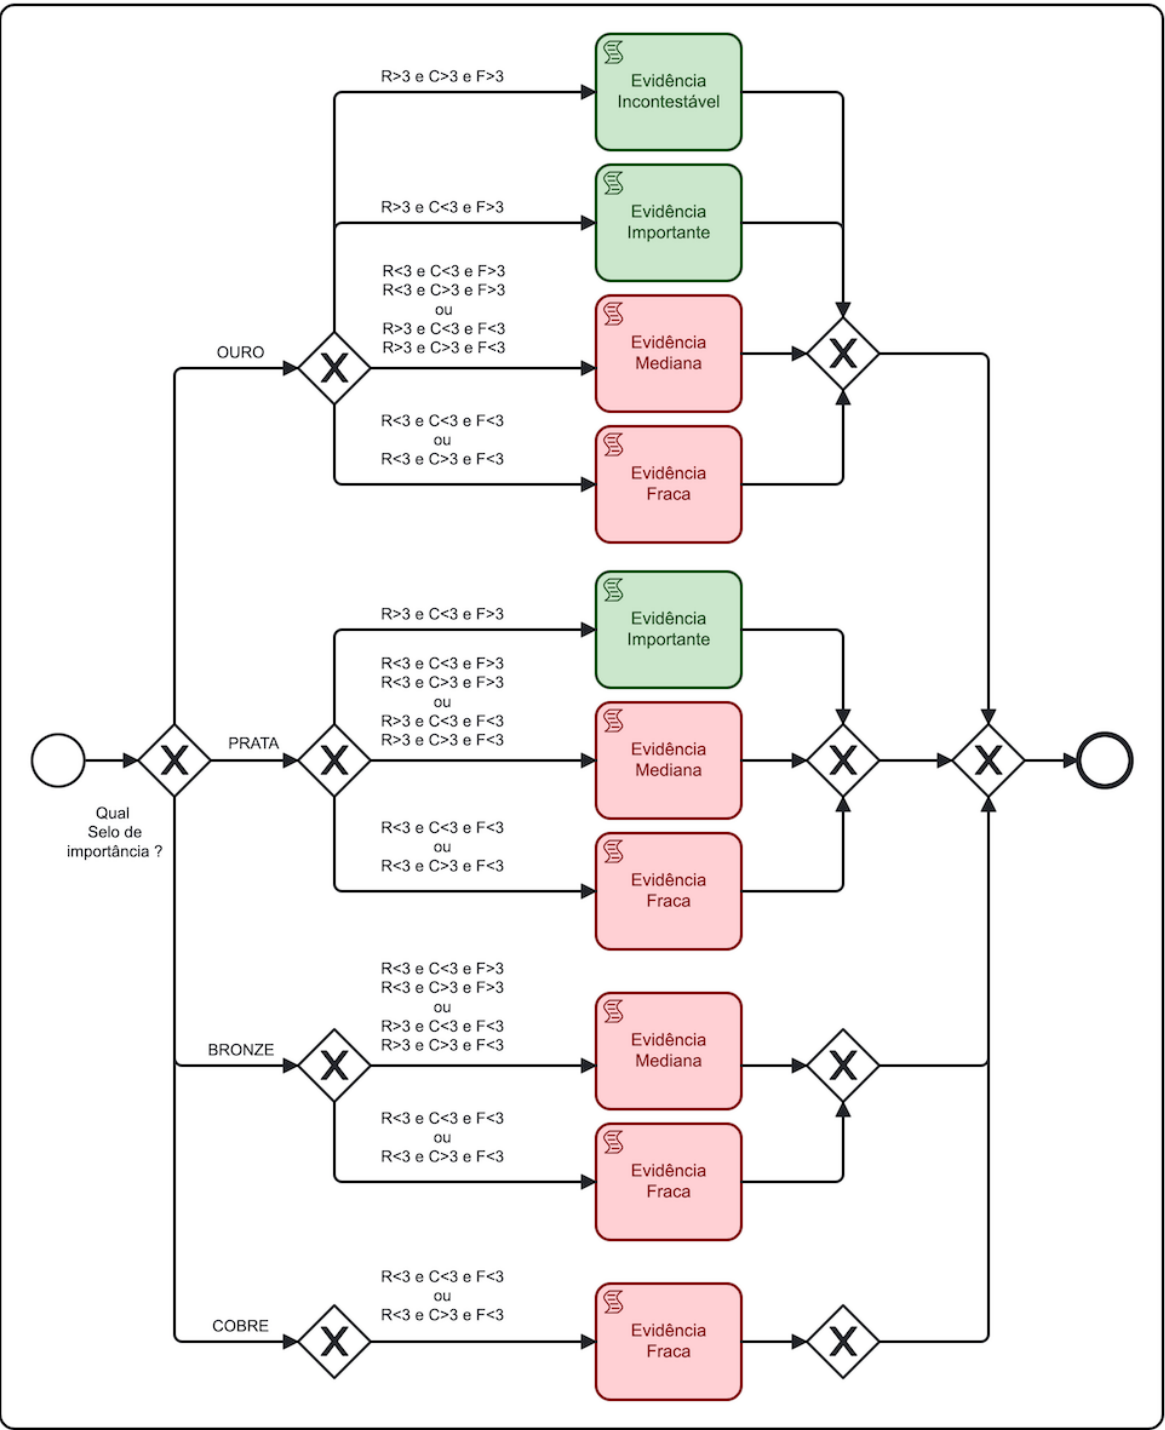 R>3 e C>3 e F>3
Evidência
Incontestável
R>3 e C<3 e F>3
Evidência
Importante
R<3 e C<3 e F>3
R<3 e C>3 e F>3
ou
R>3 e C<3 e F<3
R>3 e C>3 e F<3
Evidência
Mediana
OURO
X
X
R<3 e C<3 e F<3
ou
R<3 e C>3 e F<3
Evidência
Fraca
R>3 e C<3 e F>3
Evidência
Importante
R<3 e C<3 e F>3
R<3 e C>3 e F>3
ou
R>3 e C<3 e F<3
R>3 e C>3 e F<3
Evidência
Mediana
PRATA
X
X
X
X
Qual
Selo de
importância ?
R<3 e C<3 e F<3
ou
R<3 e C>3 e F<3
Evidência
Fraca
R<3 e C<3 e F>3
R<3 e C>3 e F>3
ou
R>3 e C<3 e F<3
R>3 e C>3 e F<3
Evidência
Mediana
BRONZE
X
X
R<3 e C<3 e F<3
ou
R<3 e C>3 e F<3
Evidência
Fraca
R<3 e C<3 e F<3
ou
R<3 e C>3 e F<3
Evidência
Fraca
COBRE
X
X